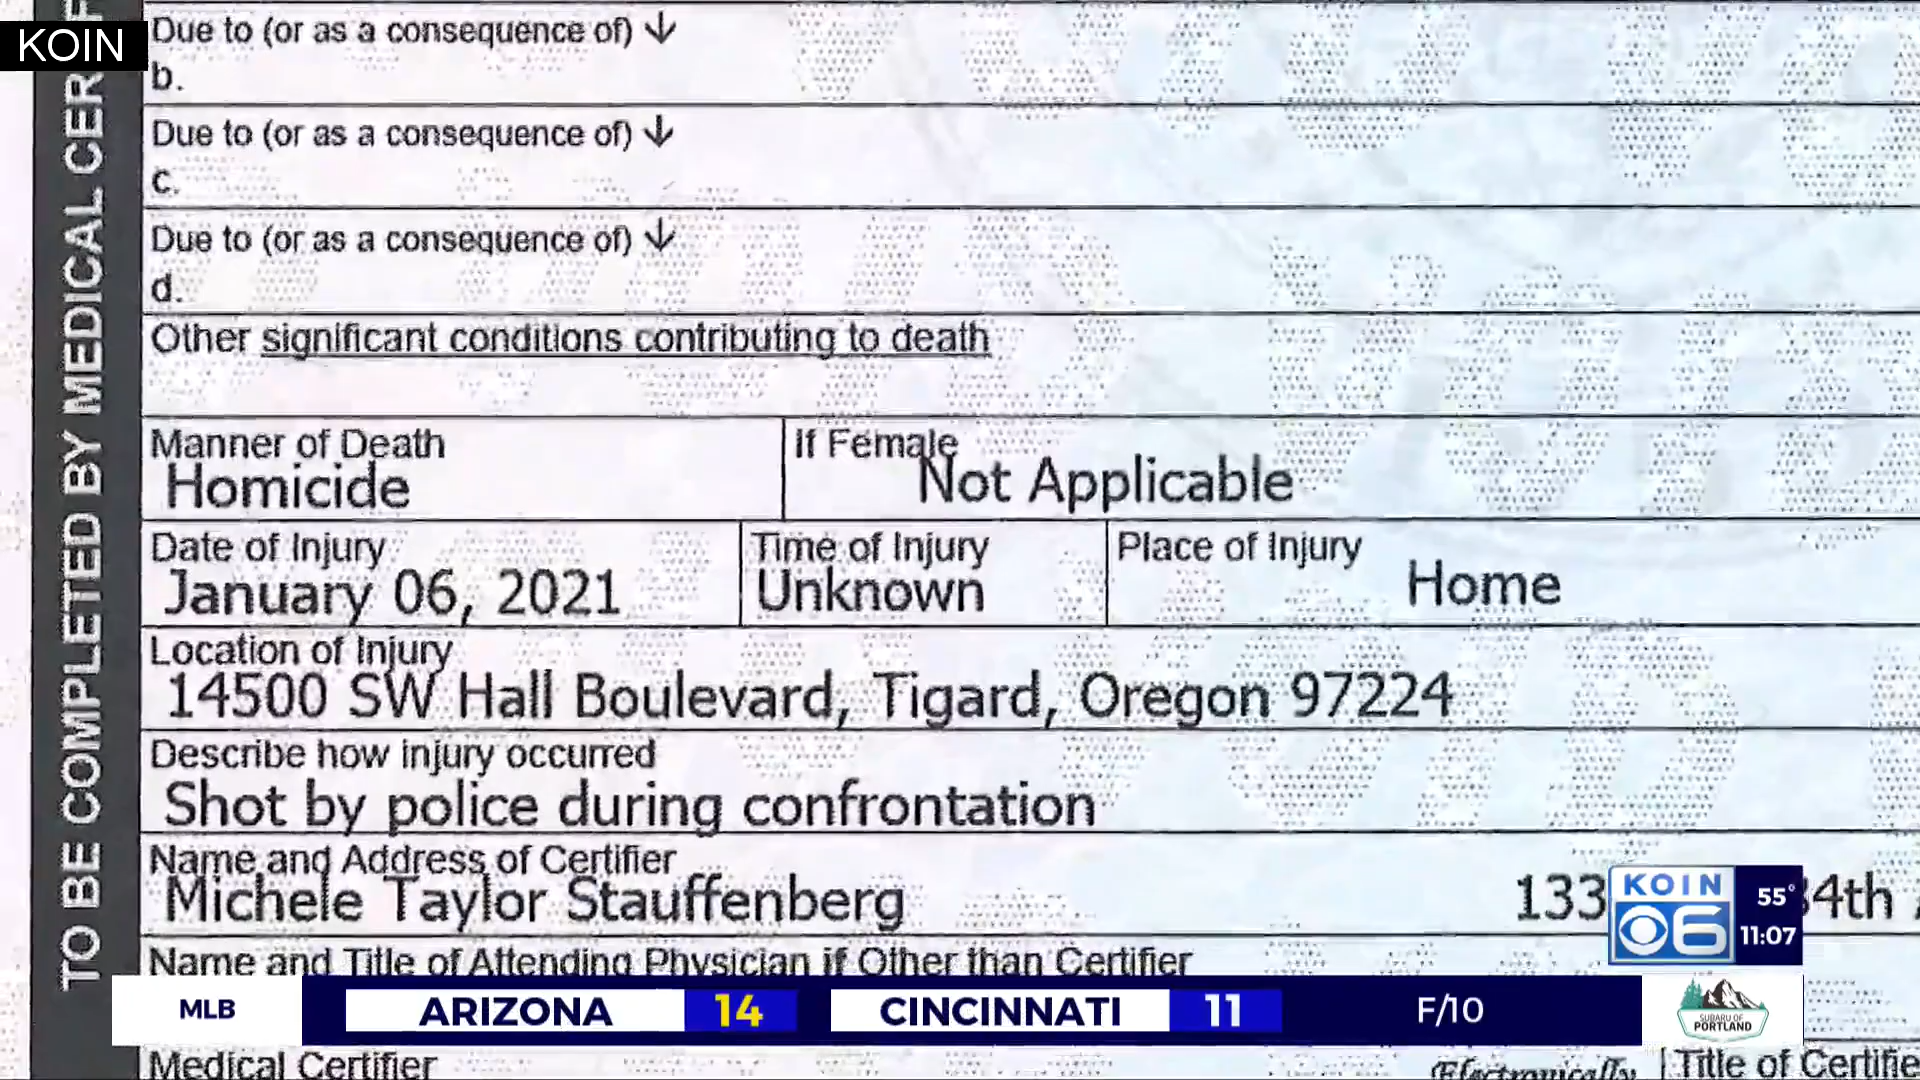 KOIN
Due to (or as a consequence of) ↓
b.
Due to (or as a consequence of) ↓
c.
Due to (or as a consequence of) ↓
d.
Other significant conditions contributing to death
Manner of Death
Homicide
If Female
Not Applicable
Date of Injury
January 06, 2021
Time of Injury
Unknown
Place of Injury
Home
Location of Injury
14500 SW Hall Boulevard, Tigard, Oregon 97224
Describe how injury occurred
Shot by police during confrontation
Name and Address of Certifier
Michele Taylor Stauffenberg
Name and Title of Attending Physician if Other than Certifier
Medical Certifier
Electronically
Title of
TO BE COMPLETED BY MEDICAL
KOIN
6
55°
11:07
MLB ARIZONA 14 CINCINNATI 11 F/10
SUBARU OF
PORTLAND